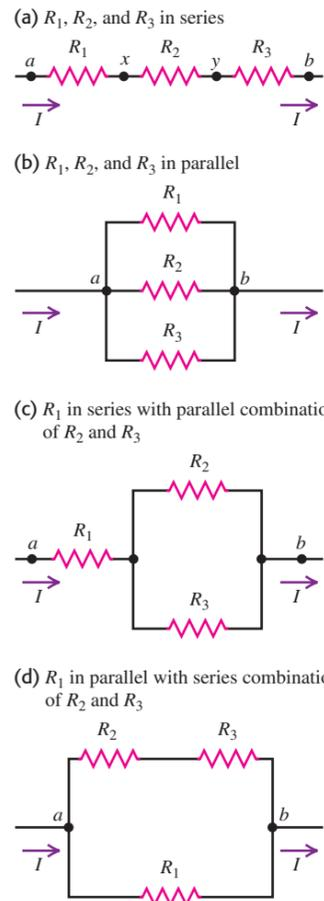 (a) R₁, R₂, and R₃ in series
a R₁ x R₂ y R₃ b
I I
(b) R₁, R₂, and R₃ in parallel
R₁
a R₂ b
I R₃ I
(c) R₁ in series with parallel combinatio
of R₂ and R₃
R₂
a R₁ b
I R₃ I
(d) R₁ in parallel with series combinatio
of R₂ and R₃
R₂ R₃
a b
I R₁ I